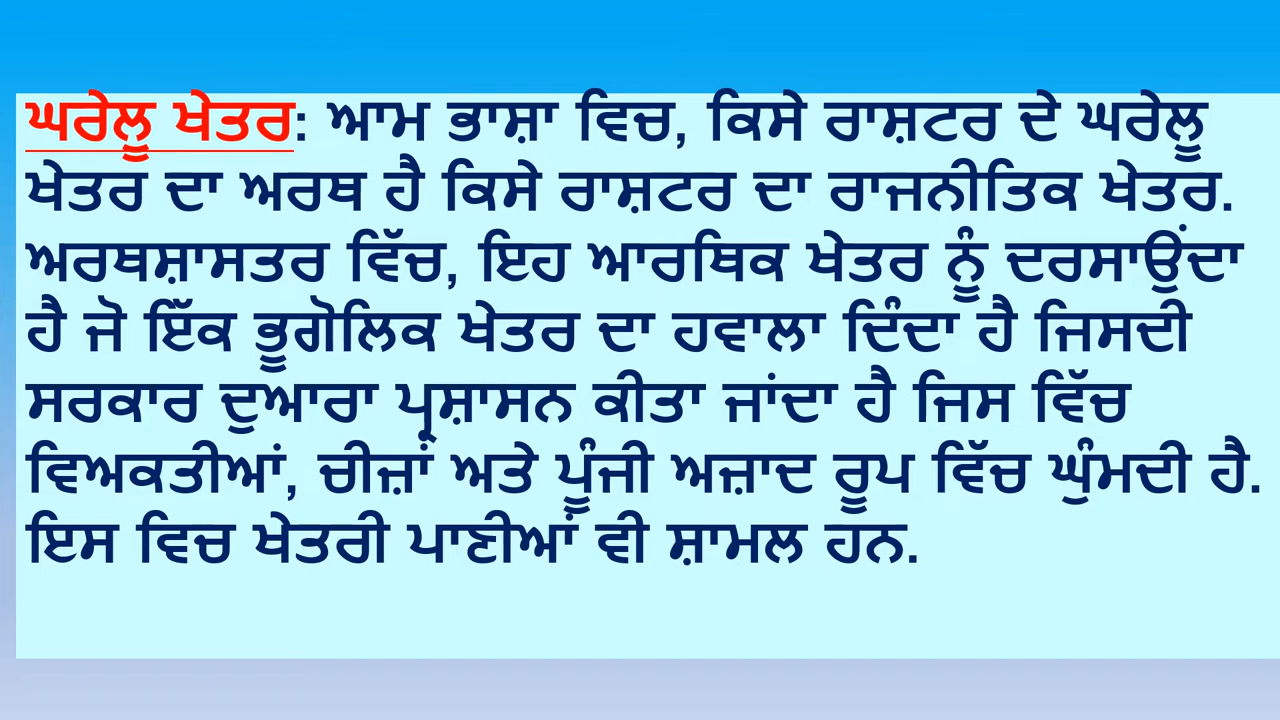 ਘਰੇਲੂ ਖੇਤਰ: ਆਮ ਭਾਸ਼ਾ ਵਿਚ, ਕਿਸੇ ਰਾਸ਼ਟਰ ਦੇ ਘਰੇਲੂ
ਖੇਤਰ ਦਾ ਅਰਥ ਹੈ ਕਿਸੇ ਰਾਸ਼ਟਰ ਦਾ ਰਾਜਨੀਤਿਕ ਖੇਤਰ.
ਅਰਥਸ਼ਾਸਤਰ ਵਿੱਚ, ਇਹ ਆਰਥਿਕ ਖੇਤਰ ਨੂੰ ਦਰਸਾਉਂਦਾ
ਹੈ ਜੋ ਇੱਕ ਭੂਗੋਲਿਕ ਖੇਤਰ ਦਾ ਹਵਾਲਾ ਦਿੰਦਾ ਹੈ ਜਿਸਦੀ
ਸਰਕਾਰ ਦੁਆਰਾ ਪ੍ਰਸ਼ਾਸਨ ਕੀਤਾ ਜਾਂਦਾ ਹੈ ਜਿਸ ਵਿੱਚ
ਵਿਅਕਤੀਆਂ, ਚੀਜ਼ਾਂ ਅਤੇ ਪੂੰਜੀ ਅਜ਼ਾਦ ਰੂਪ ਵਿੱਚ ਘੁੰਮਦੀ ਹੈ.
ਇਸ ਵਿਚ ਖੇਤਰੀ ਪਾਣੀਆਂ ਵੀ ਸ਼ਾਮਲ ਹਨ.